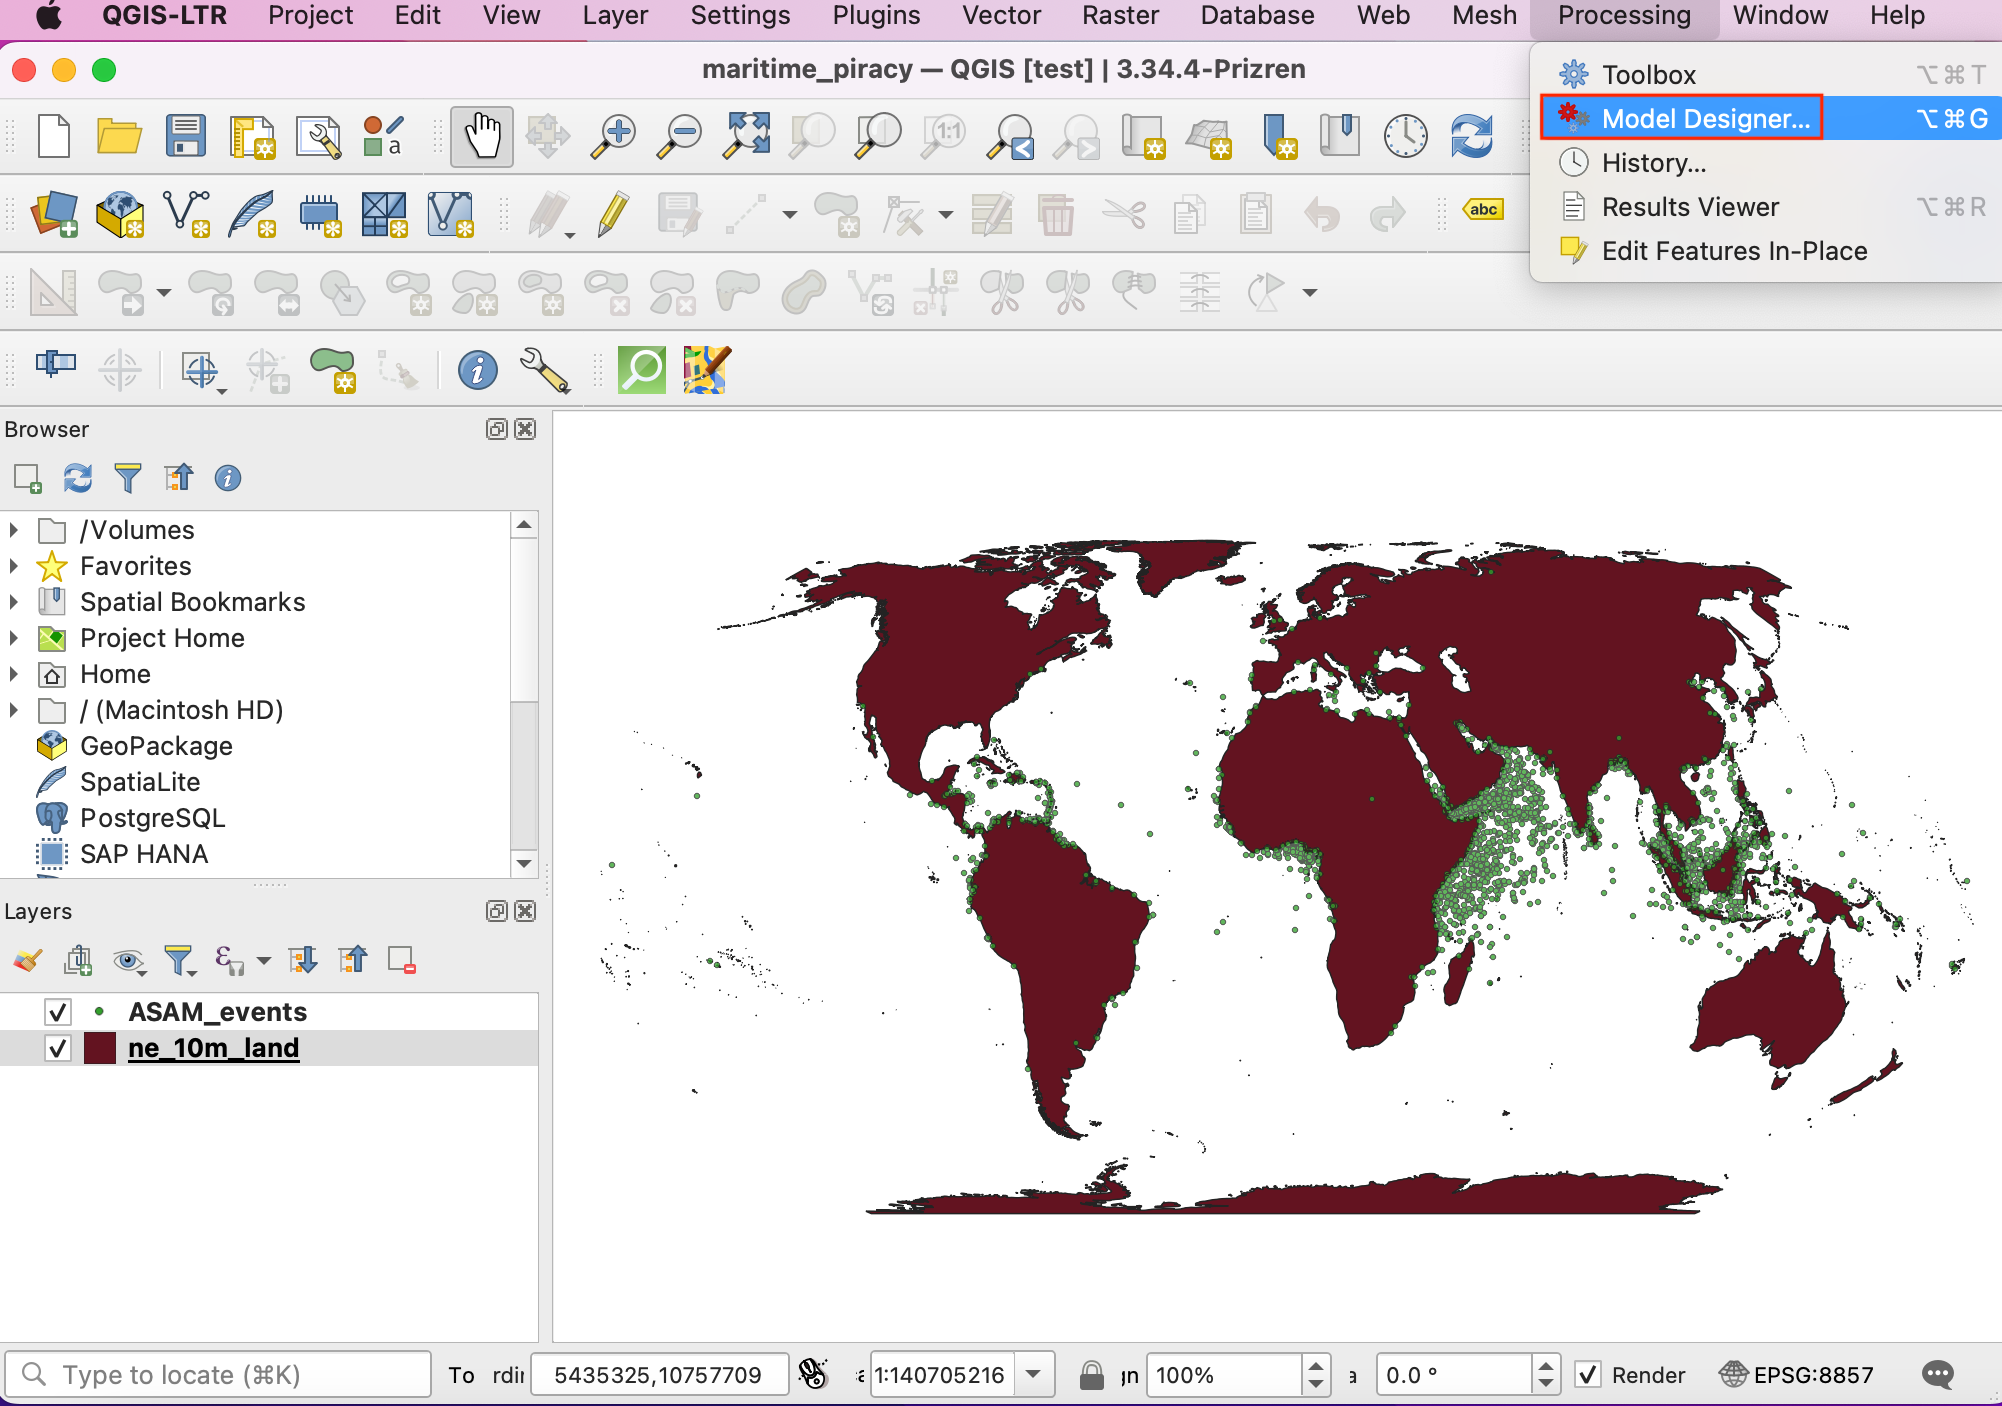 QGIS-LTR Project Edit View Layer Settings Plugins Vector Raster Database Web Mesh Processing Window Help
maritime_piracy — QGIS [test] | 3.34.4-Prizren
Toolbox ⌥⌘T
Model Designer... ⌥⌘G
History...
Results Viewer ⌥⌘R
Edit Features In-Place
a
1:1
abc
Browser
/Volumes
Favorites
Spatial Bookmarks
Project Home
Home
/ (Macintosh HD)
GeoPackage
SpatiaLite
PostgreSQL
SAP HANA
Layers
ASAM_events
ne_10m_land
Type to locate (⌘K) To rdin 5435325,10757709 1:140705216 gn 100% a 0.0 ° Render EPSG:8857